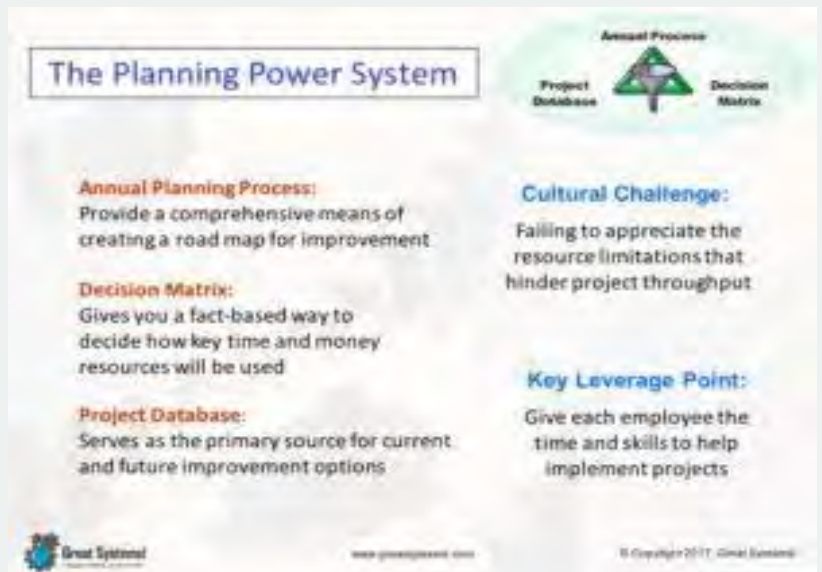 The Planning Power System
Annual Process
Project
Database
Decision
Matrix
Annual Planning Process:
Provide a comprehensive means of
creating a road map for improvement
Decision Matrix:
Gives you a fact-based way to
decide how key time and money
resources will be used
Project Database:
Serves as the primary source for current
and future improvement options
Cultural Challenge:
Failing to appreciate the
resource limitations that
hinder project throughput
Key Leverage Point:
Give each employee the
time and skills to help
implement projects
Great Systems!
© Copyright 2017, Great Systems